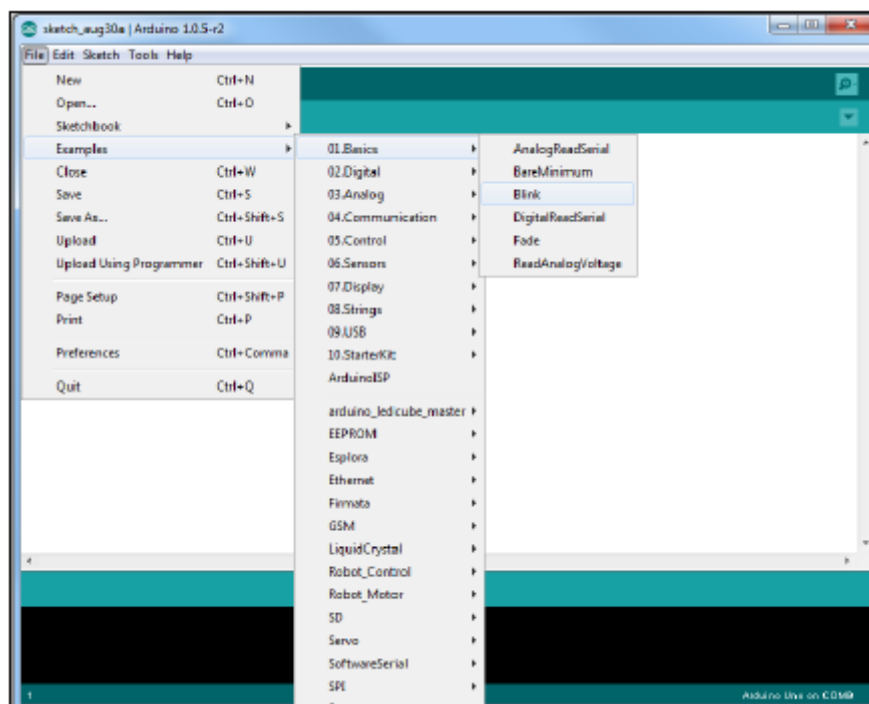 sketch_aug30a | Arduino 1.0.5-r2
File Edit Sketch Tools Help
New Ctrl+N
Open... Ctrl+O
Sketchbook
Examples
Close Ctrl+W
Save Ctrl+S
Save As... Ctrl+Shift+S
Upload Ctrl+U
Upload Using Programmer Ctrl+Shift+U
Page Setup Ctrl+Shift+P
Print Ctrl+P
Preferences Ctrl+Comma
Quit Ctrl+Q
01.Basics
02.Digital
03.Analog
04.Communication
05.Control
06.Sensors
07.Display
08.Strings
09.USB
10.StarterKit
ArduinoISP
arduino_ledicube_master
EEPROM
Esplora
Ethernet
Firmata
GSM
LiquidCrystal
Robot_Control
Robot_Motor
SD
Servo
SoftwareSerial
SPI
AnalogReadSerial
BareMinimum
Blink
DigitalReadSerial
Fade
ReadAnalogVoltage
1
Arduino Uno on COM9